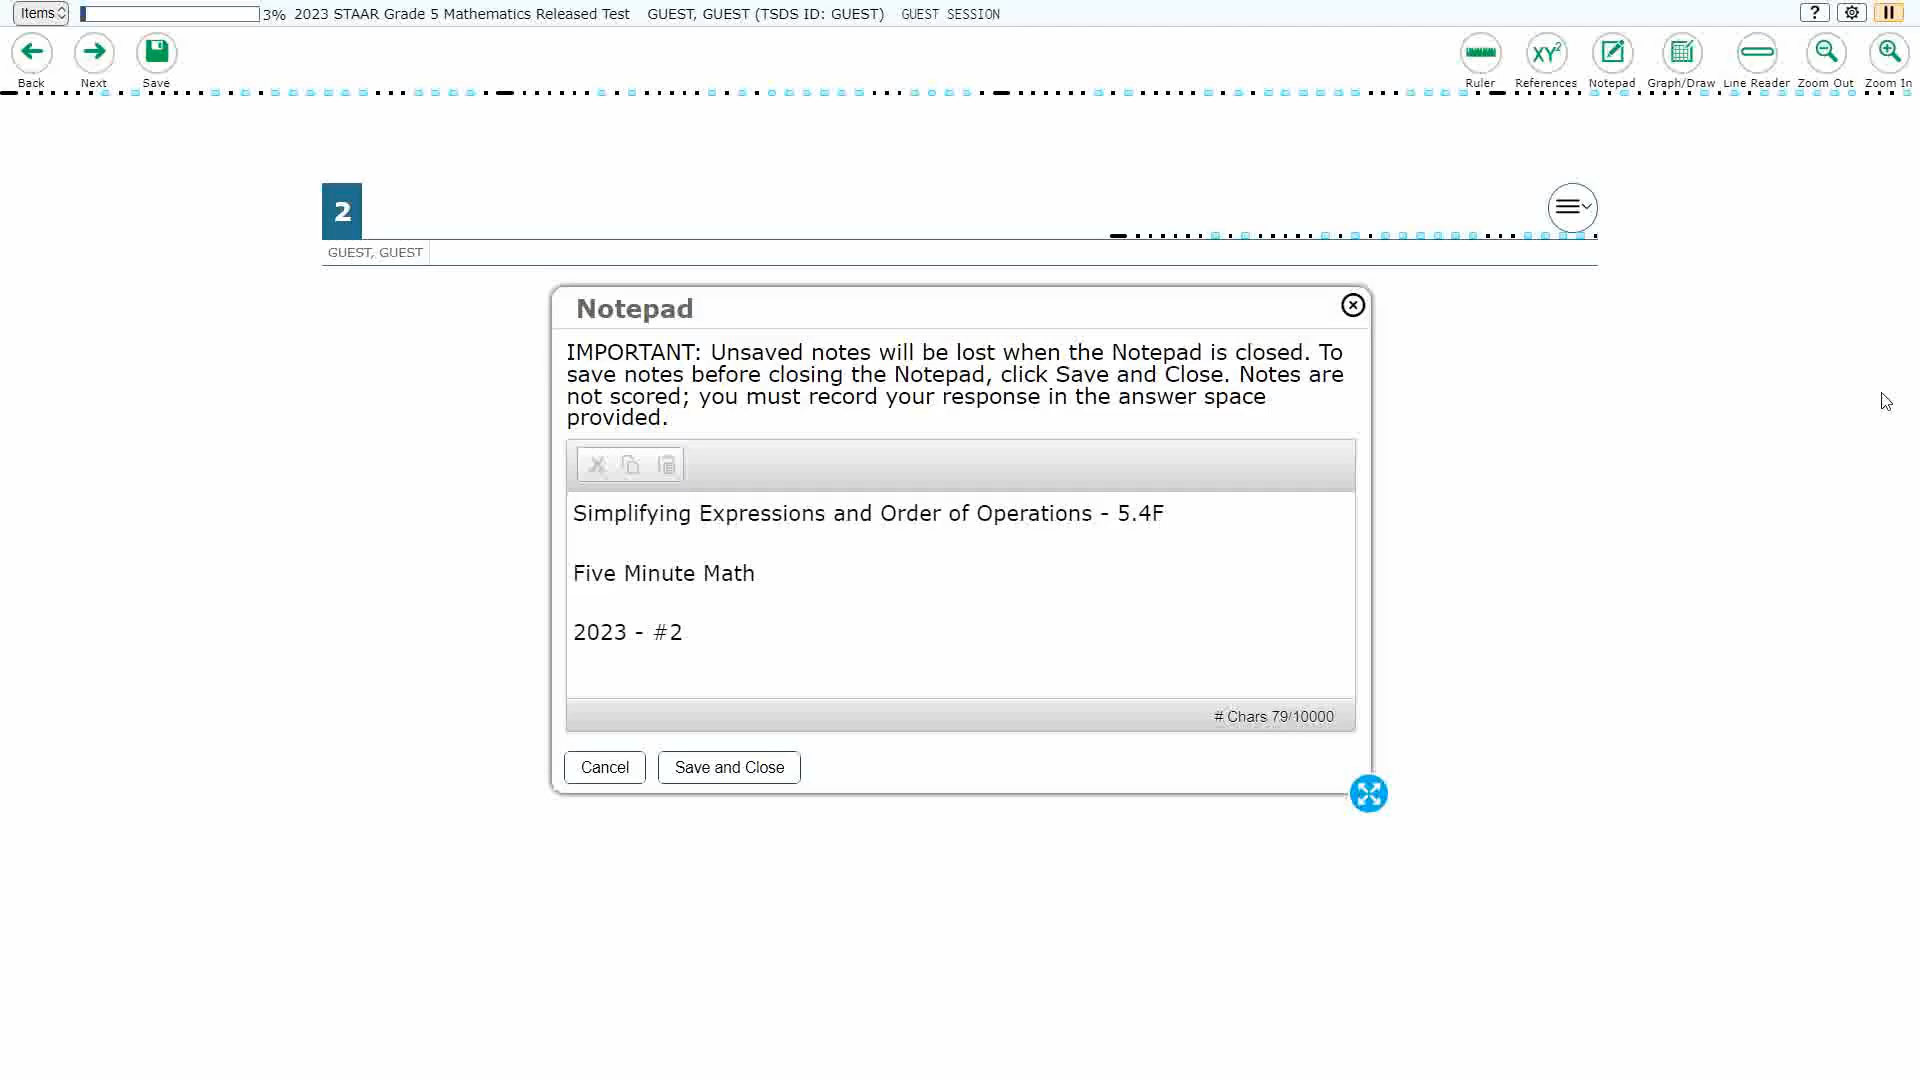 Items 3% 2023 STAAR Grade 5 Mathematics Released Test GUEST, GUEST (TSDS ID: GUEST) GUEST SESSION ?
Back Next Save XY2 Ruler References Notepad Graph/Draw Line Reader Zoom Out Zoom In
2
GUEST, GUEST
Notepad
IMPORTANT: Unsaved notes will be lost when the Notepad is closed. To
save notes before closing the Notepad, click Save and Close. Notes are
not scored; you must record your response in the answer space
provided.
Simplifying Expressions and Order of Operations - 5.4F
Five Minute Math
2023 - #2
# Chars 79/10000
Cancel Save and Close